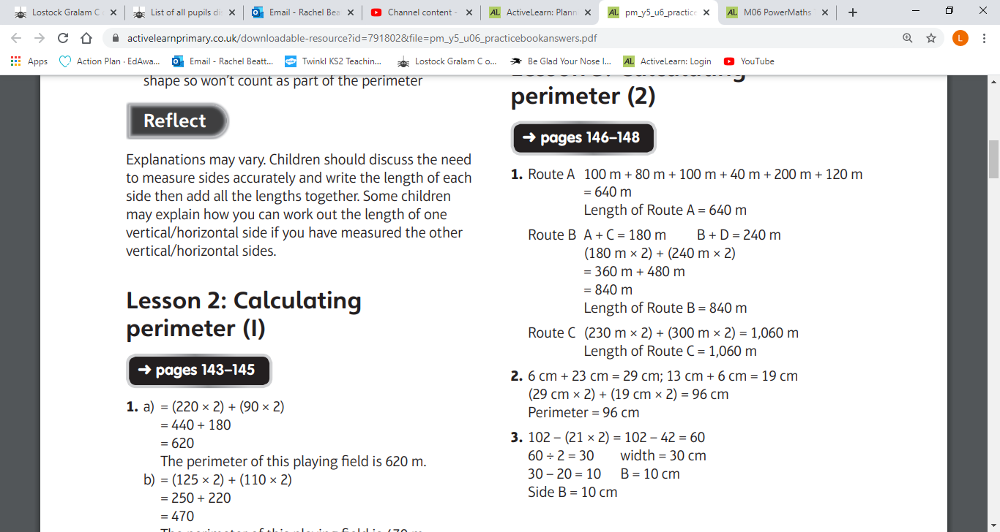 Lostock Gralam C
List of all pupils di
Email - Rachel Bea
Channel content -
ActiveLearn: Plann
pm_y5_u6_practice
M06 PowerMaths
activelearnprimary.co.uk/downloadable-resource?id=791802&file=pm_y5_u06_practicebookanswers.pdf
L
Apps
Action Plan · EdAwa...
Email - Rachel Beatt...
Twinkl KS2 Teachin...
Lostock Gralam C o...
Be Glad Your Nose I...
AL
ActiveLearn: Login
YouTube
shape so won't count as part of the perimeter
Reflect
Explanations may vary. Children should discuss the need
to measure sides accurately and write the length of each
side then add all the lengths together. Some children
may explain how you can work out the length of one
vertical/horizontal side if you have measured the other
vertical/horizontal sides.
Lesson 2: Calculating
perimeter (I)
→ pages 143–145
1. a) = (220 × 2) + (90 × 2)
= 440 + 180
= 620
The perimeter of this playing field is 620 m.
b) = (125 × 2) + (110 × 2)
= 250 + 220
= 470
The perimeter of this playing field is 470 m.
Calculating
perimeter (2)
→ pages 146–148
1. Route A 100 m + 80 m + 100 m + 40 m + 200 m + 120 m
= 640 m
Length of Route A = 640 m
Route B A + C = 180 m B + D = 240 m
(180 m × 2) + (240 m × 2)
= 360 m + 480 m
= 840 m
Length of Route B = 840 m
Route C (230 m × 2) + (300 m × 2) = 1,060 m
Length of Route C = 1,060 m
2. 6 cm + 23 cm = 29 cm; 13 cm + 6 cm = 19 cm
(29 cm × 2) + (19 cm × 2) = 96 cm
Perimeter = 96 cm
3. 102 – (21 × 2) = 102 – 42 = 60
60 ÷ 2 = 30 width = 30 cm
30 – 20 = 10 B = 10 cm
Side B = 10 cm